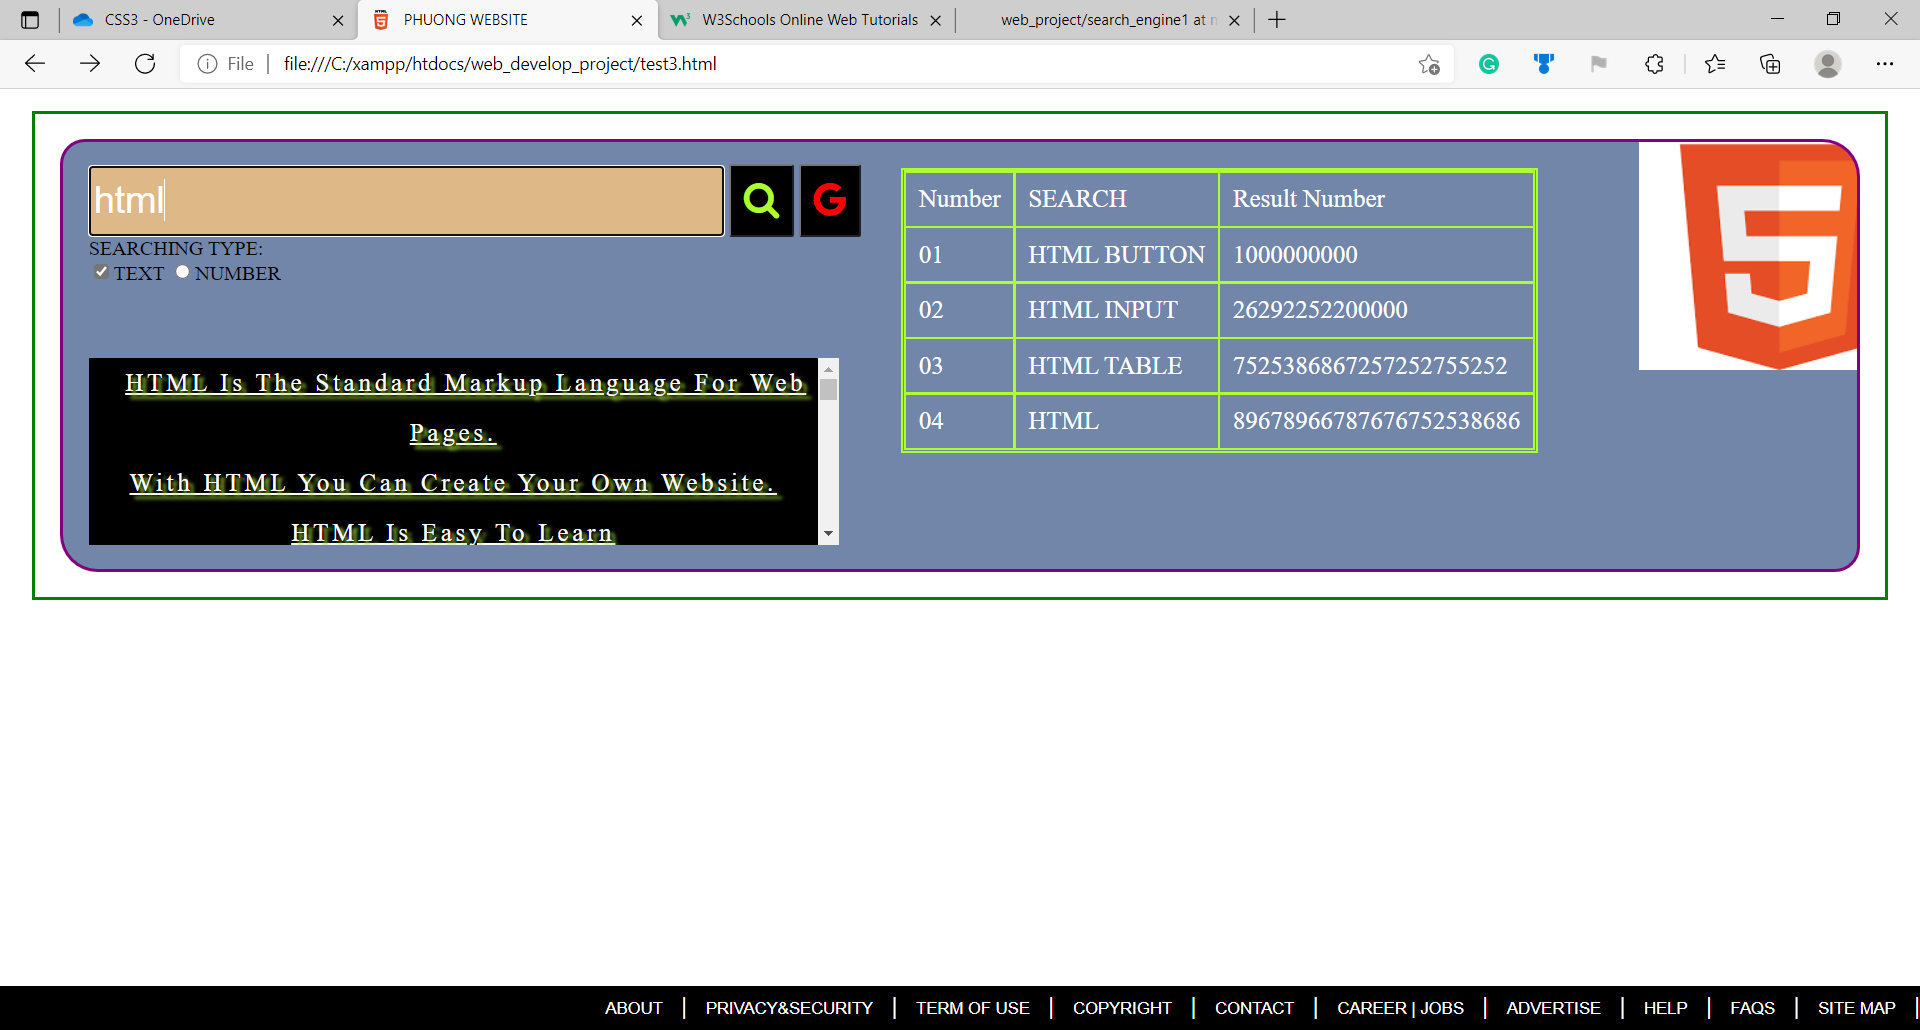 CSS3 - OneDrive
PHUONG WEBSITE
W3Schools Online Web Tutorials
web_project/search_engine1 at
File
file:///C:/xampp/htdocs/web_develop_project/test3.html
html
SEARCHING TYPE:
TEXT NUMBER
HTML Is The Standard Markup Language For Web
Pages.
With HTML You Can Create Your Own Website.
HTML Is Easy To Learn
Number SEARCH Result Number
01 HTML BUTTON 1000000000
02 HTML INPUT 26292252200000
03 HTML TABLE 7525386867257252755252
04 HTML 89678966787676752538686
ABOUT | PRIVACY&SECURITY | TERM OF USE | COPYRIGHT | CONTACT | CAREER | JOBS | ADVERTISE | HELP | FAQS | SITE MAP |